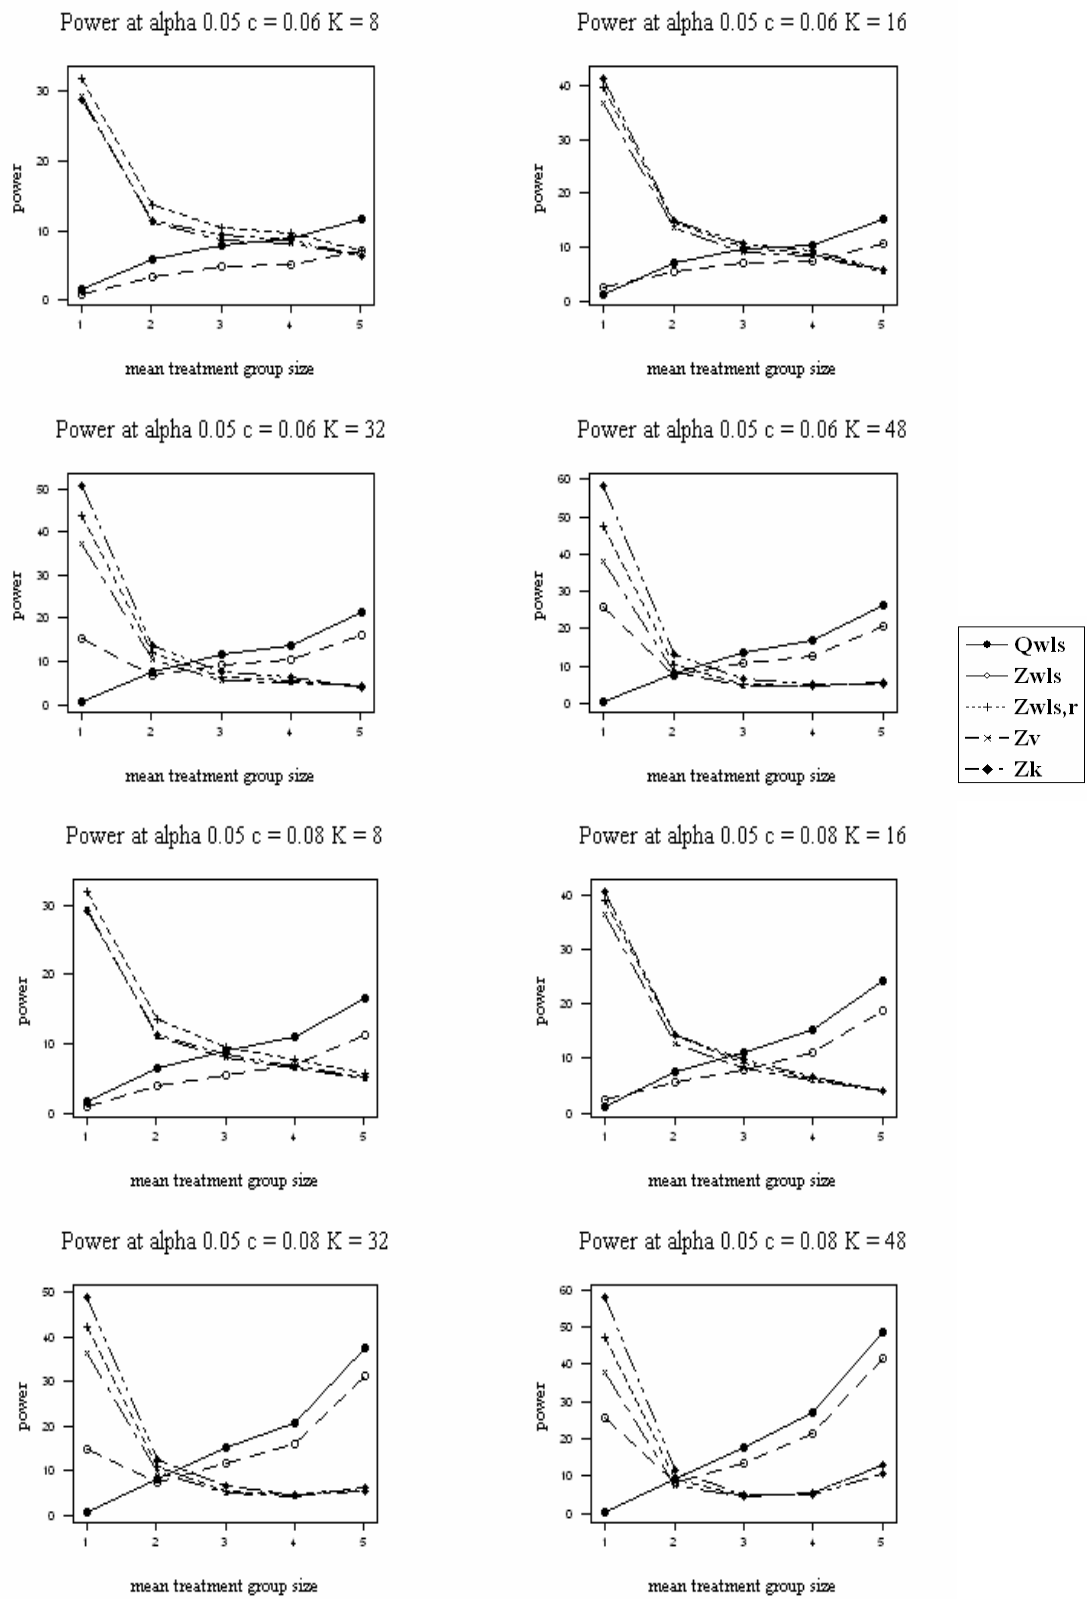 Power at alpha 0.05 c = 0.06 K = 8
30
20
10
0
power
1 2 3 4 5
mean treatment group size
Power at alpha 0.05 c = 0.06 K = 16
40
30
20
10
0
power
1 2 3 4 5
mean treatment group size
Power at alpha 0.05 c = 0.06 K = 32
50
40
30
20
10
0
power
1 2 3 4 5
mean treatment group size
Power at alpha 0.05 c = 0.06 K = 48
60
50
40
30
20
10
0
power
1 2 3 4 5
mean treatment group size
Qwls
Zwls
Zwls,r
Zv
Zk
Power at alpha 0.05 c = 0.08 K = 8
30
20
10
0
power
1 2 3 4 5
mean treatment group size
Power at alpha 0.05 c = 0.08 K = 16
40
30
20
10
0
power
1 2 3 4 5
mean treatment group size
Power at alpha 0.05 c = 0.08 K = 32
50
40
30
20
10
0
power
1 2 3 4 5
mean treatment group size
Power at alpha 0.05 c = 0.08 K = 48
60
50
40
30
20
10
0
power
1 2 3 4 5
mean treatment group size